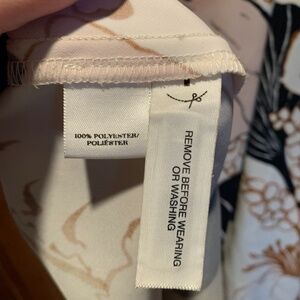 100% POLYESTER/
POLIÉSTER
REMOVE BEFORE WEARING
OR WASHING